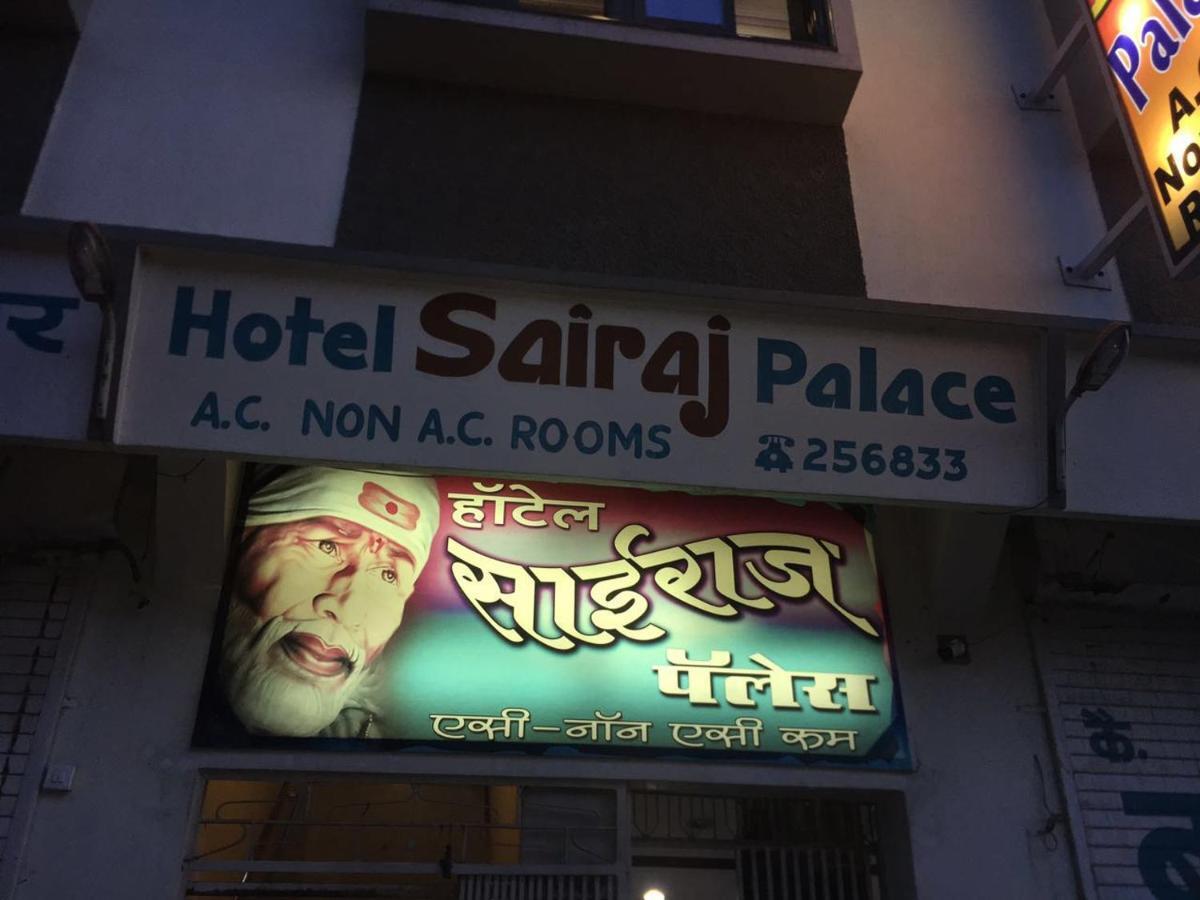 Hotel Sairaj Palace
A.C. NON A.C. ROOMS ☎256833
हॉटेल
साईराज
पॅलेस
एसी-नॉन एसी रूम